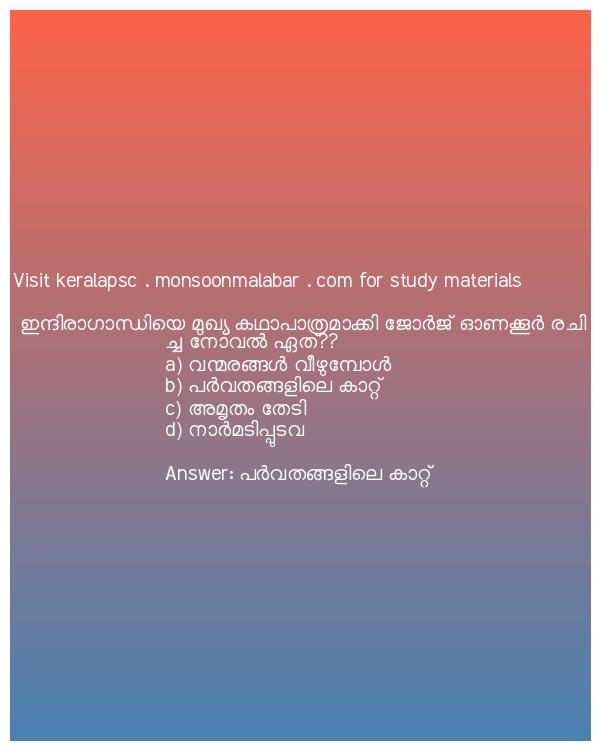 Visit keralapsc . monsoonmalabar . com for study materials
ഇന്ദിരാഗാന്ധിയെ മുഖ്യ കഥാപാത്രമാക്കി ജോർജ് ഓണക്കൂർ രചി
ച്ച നോവൽ ഏത്??
a) വന്മരങ്ങൾ വീഴുമ്പോൾ
b) പർവതങ്ങളിലെ കാറ്റ്
c) അമൃതം തേടി
d) നാർമടിപ്പുടവ
Answer: പർവതങ്ങളിലെ കാറ്റ്